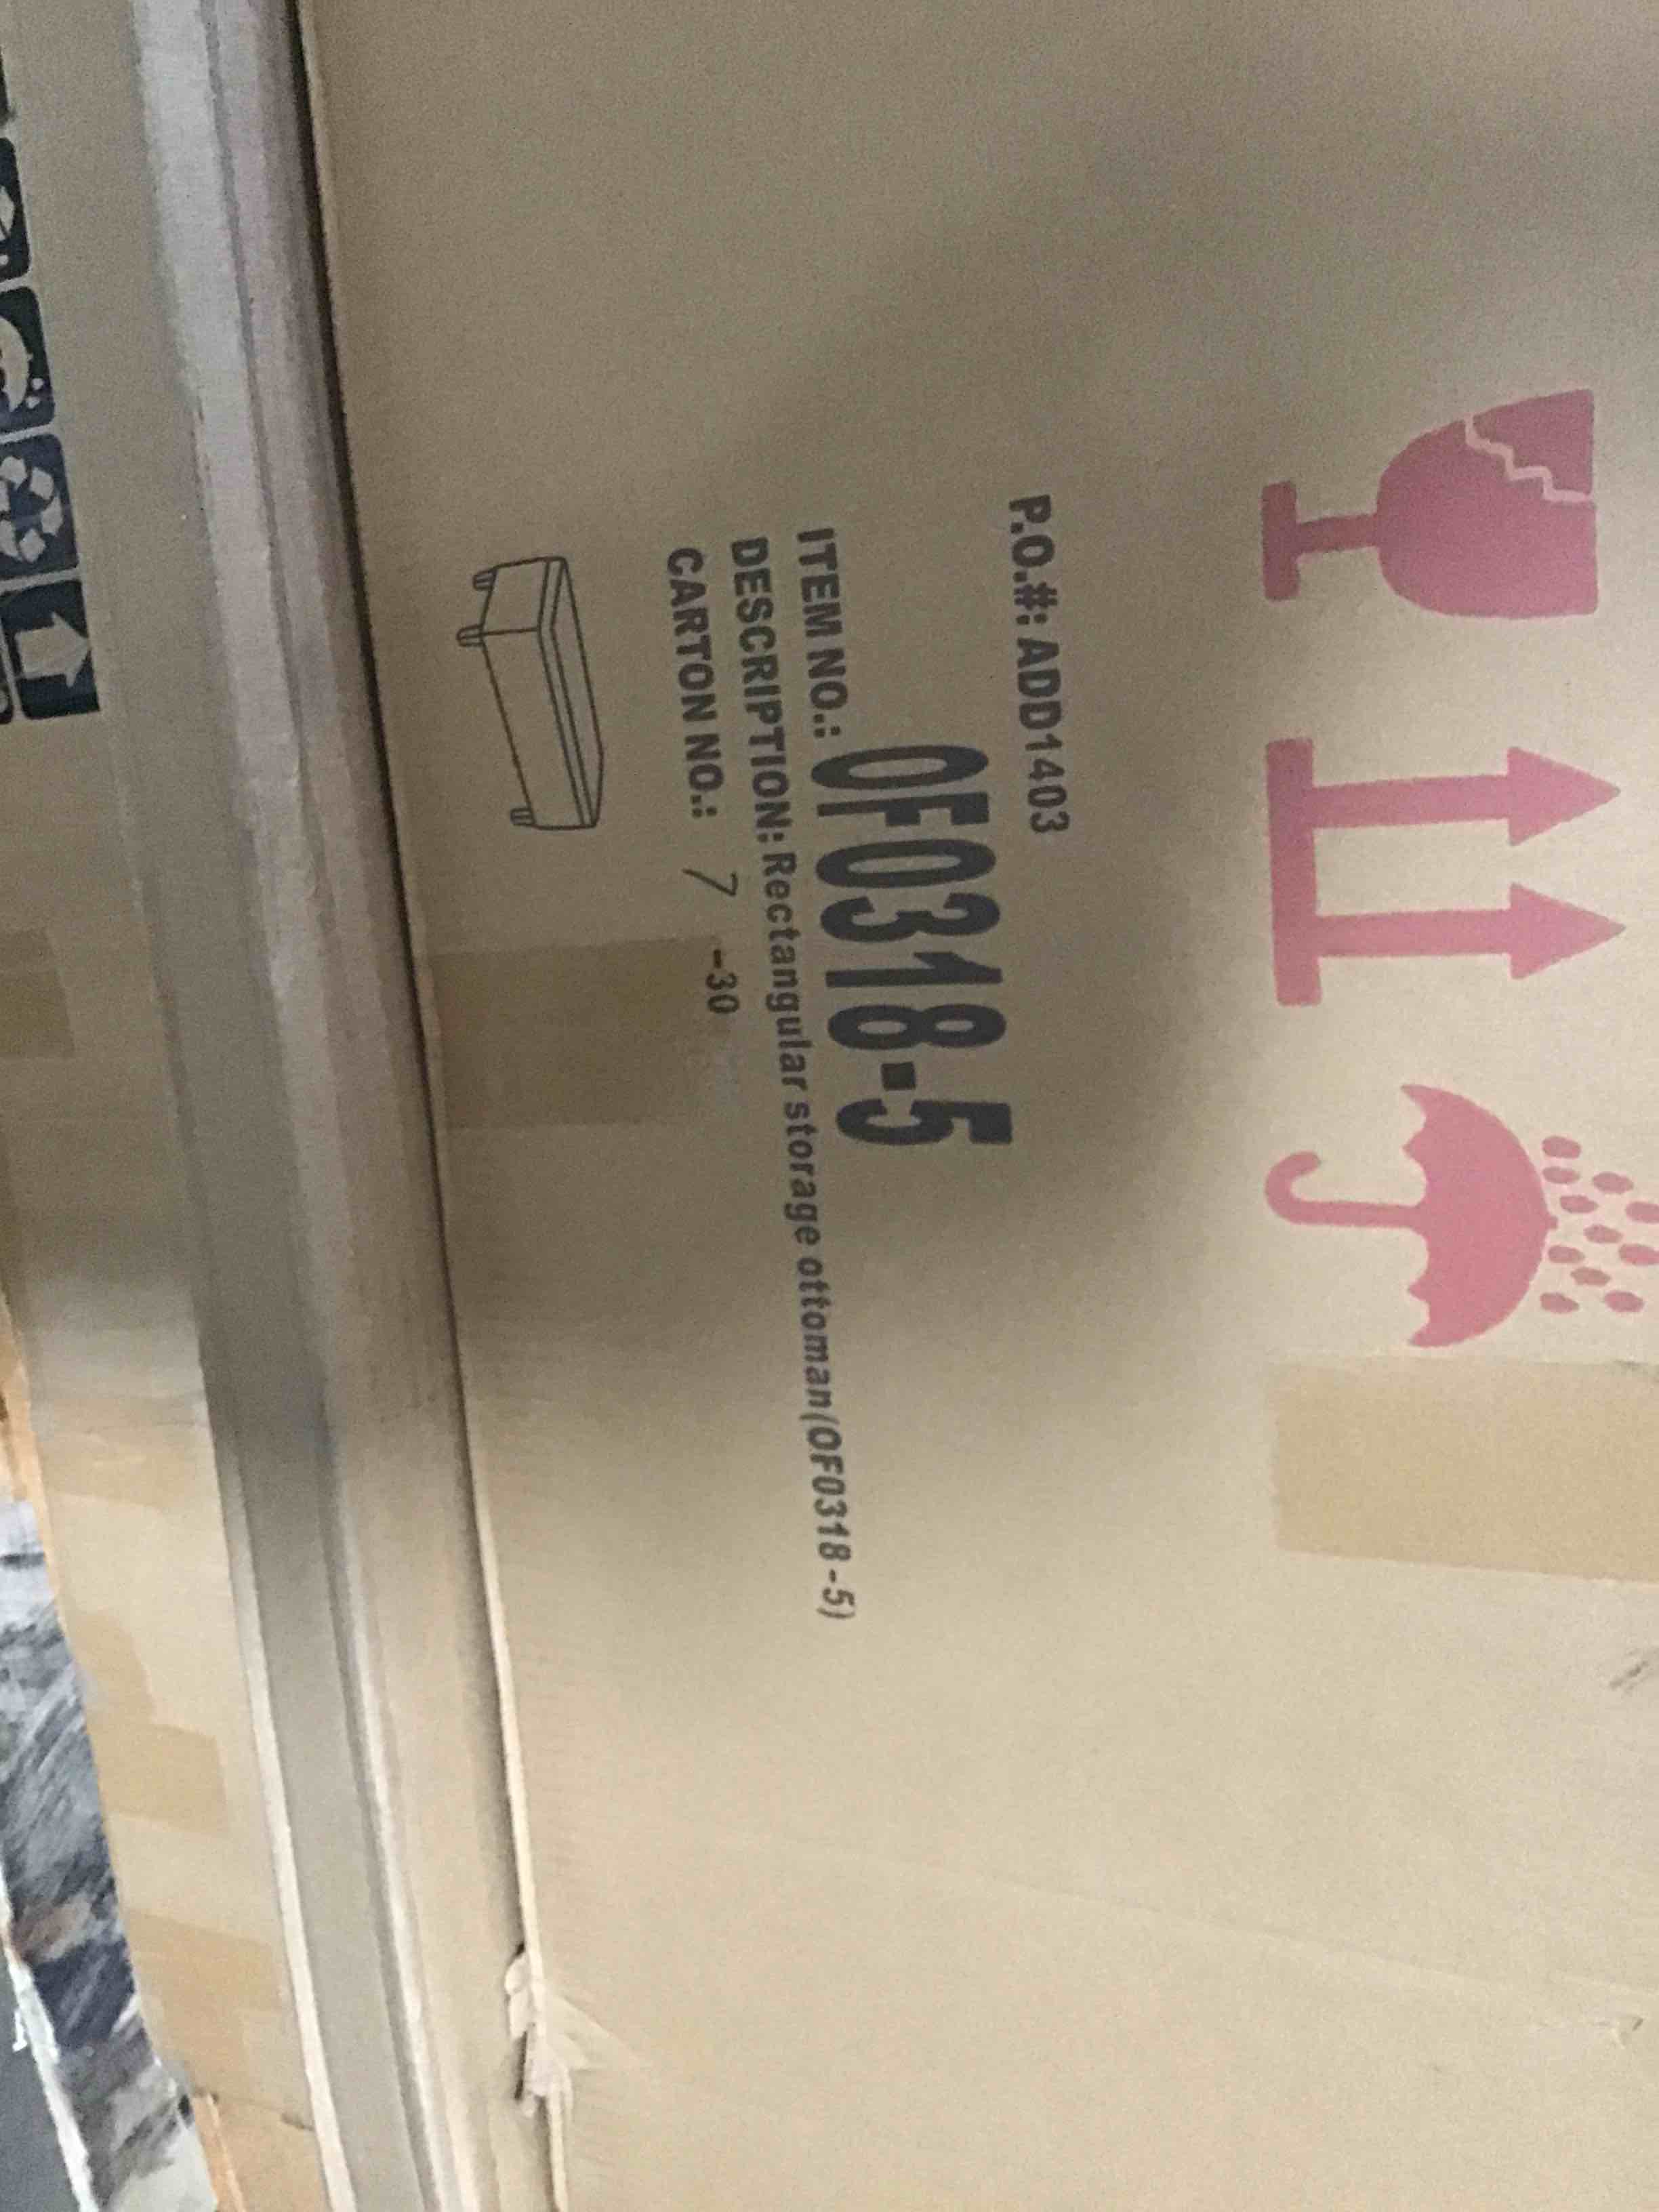 P.O.#: ADD1403
ITEM NO.: OF0318-5
DESCRIPTION: Rectangular storage ottoman(OF0318-5)
CARTON NO.: 7 -30